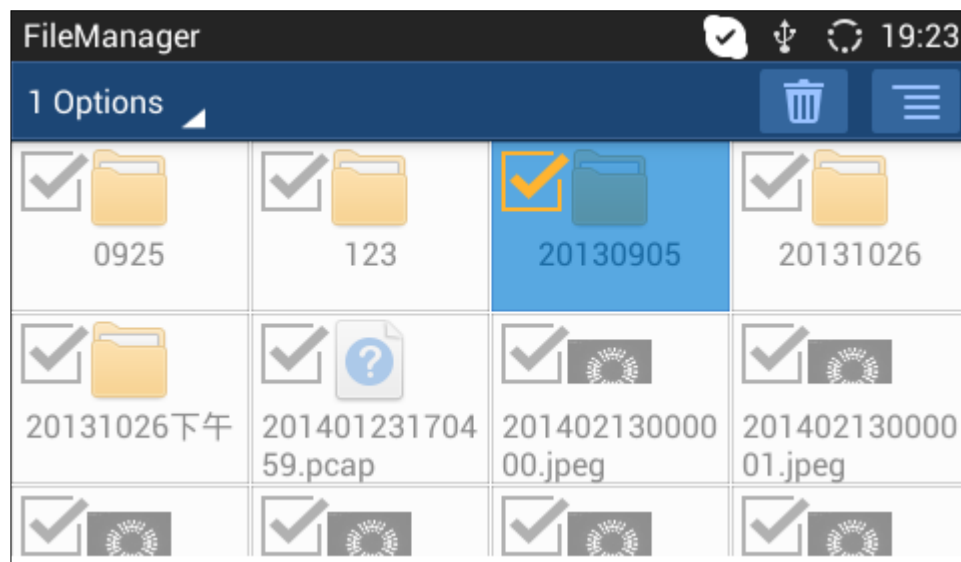 FileManager 19:23
1 Options
0925 123 20130905 20131026
20131026下午 201401231704 201402130000 201402130000
59.pcap 00.jpeg 01.jpeg